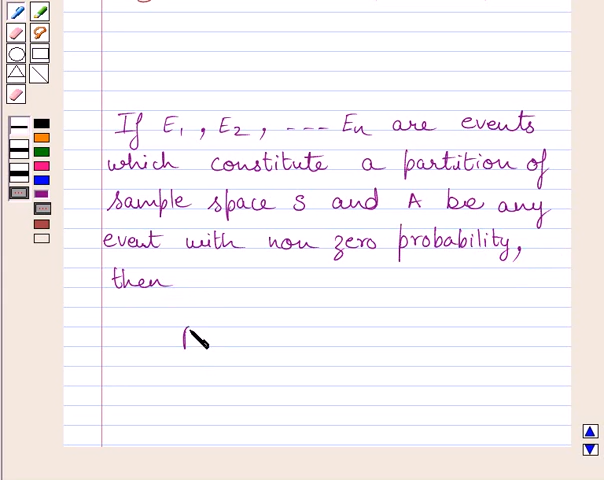 If E1, E2, ---- En are events
which constitute a partition of
sample space S and A be any
event with non zero probability,
then